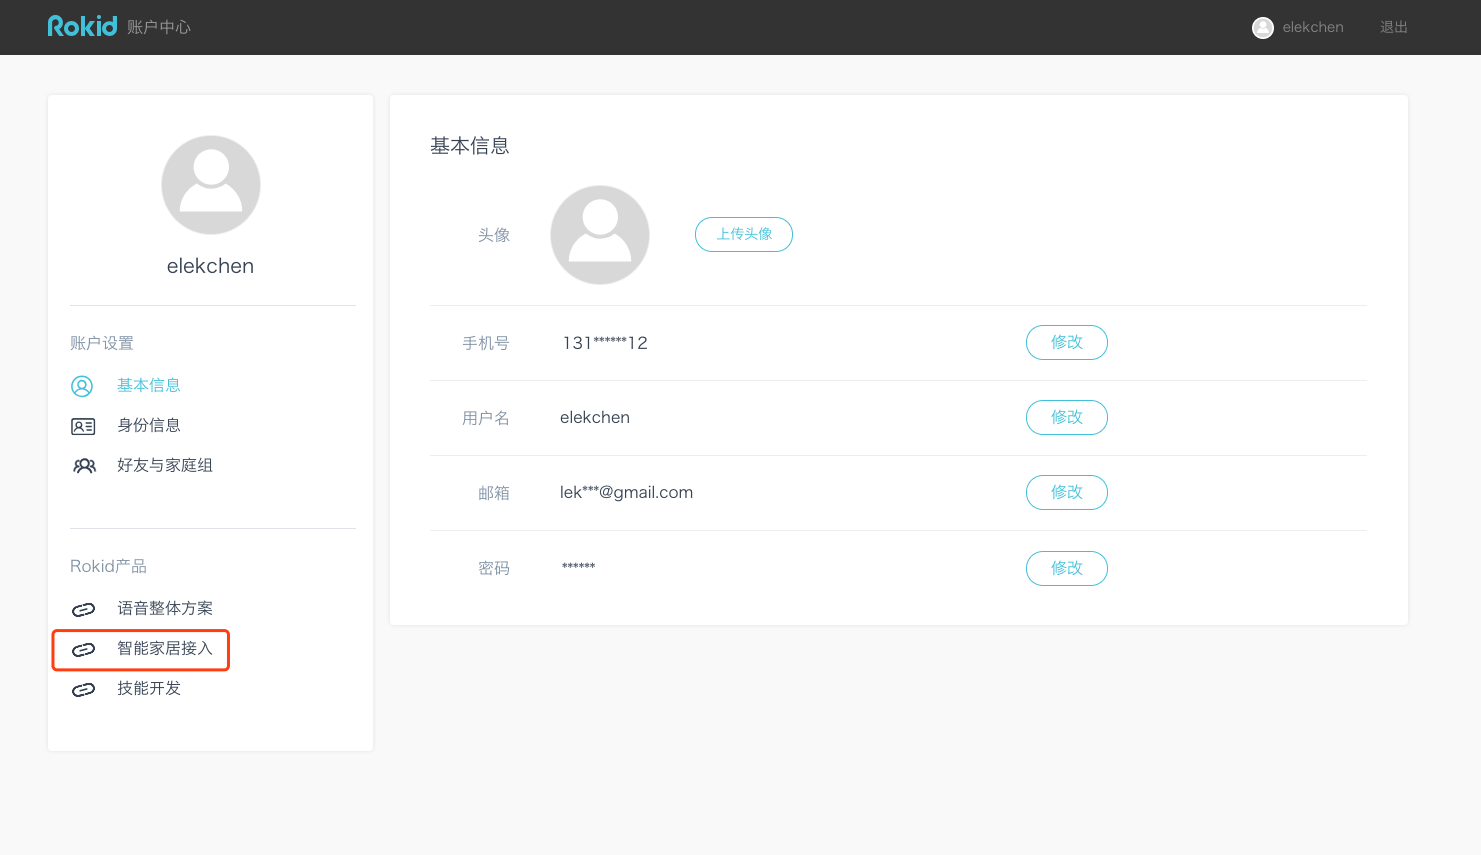 Rokid 账户中心
elekchen 退出
elekchen
账户设置
基本信息
身份信息
好友与家庭组
Rokid产品
语音整体方案
智能家居接入
技能开发
基本信息
头像 上传头像
手机号 131******12 修改
用户名 elekchen 修改
邮箱 lek***@gmail.com 修改
密码 ****** 修改